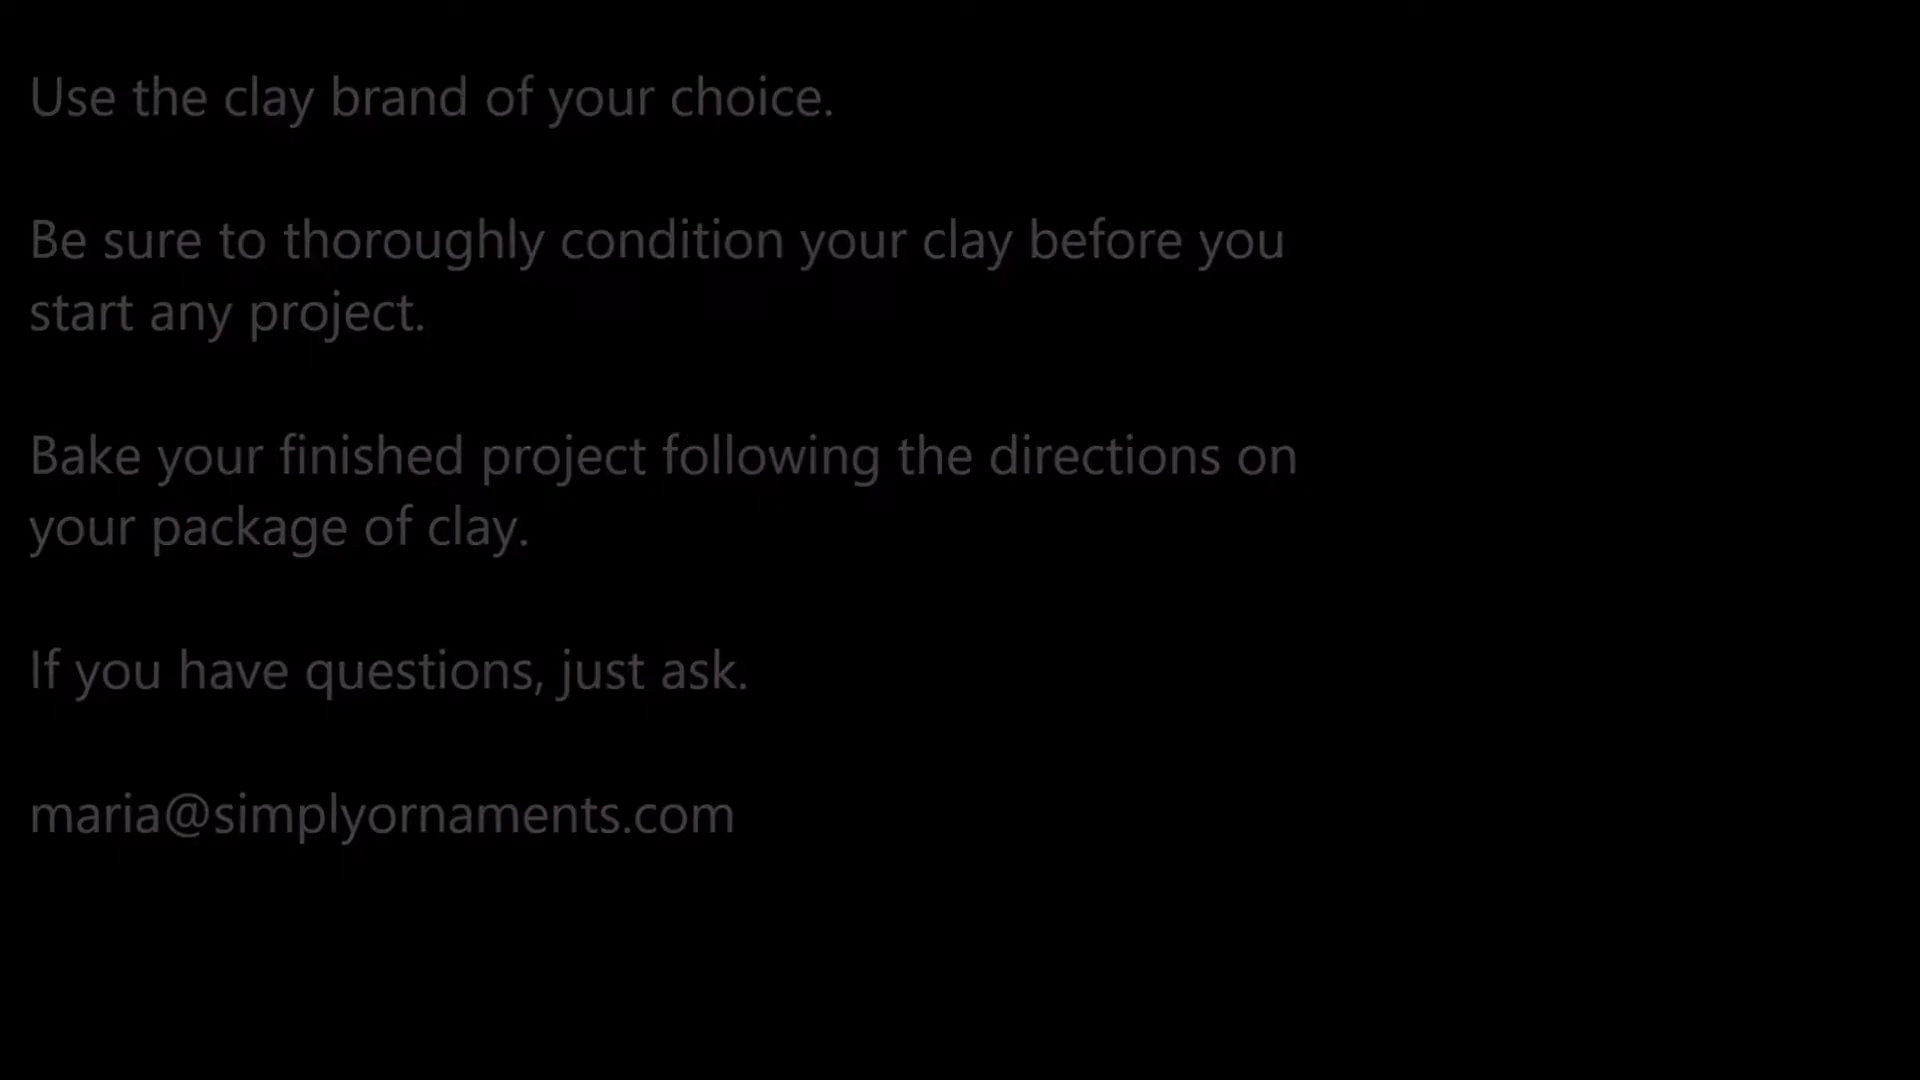 Use the clay brand of your choice.
Be sure to thoroughly condition your clay before you
start any project.
Bake your finished project following the directions on
your package of clay.
If you have questions, just ask.
maria@simplyornaments.com